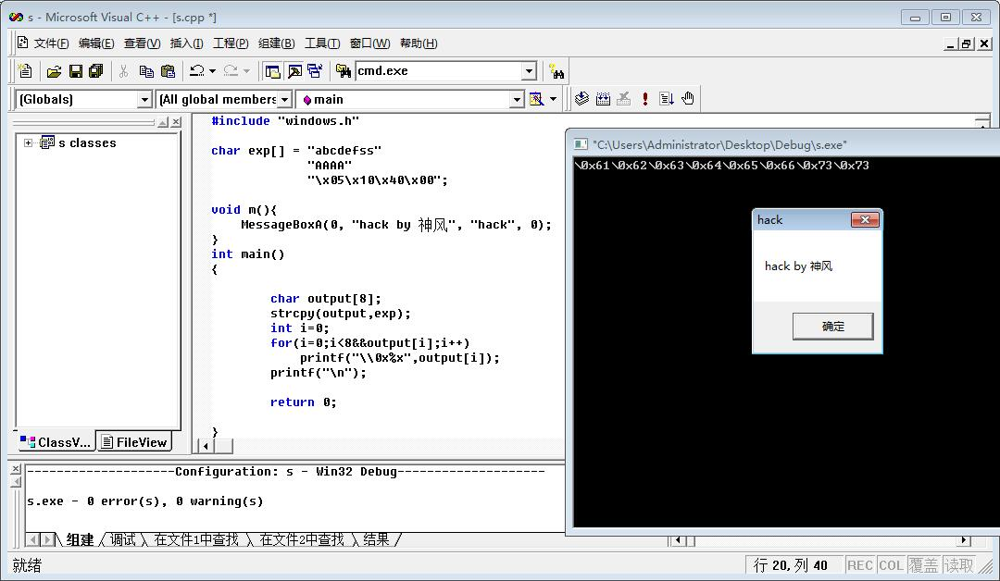 s - Microsoft Visual C++ - [s.cpp *]
文件(F) 编辑(E) 查看(V) 插入(I) 工程(P) 组建(B) 工具(T) 窗口(W) 帮助(H)
cmd.exe
(Globals) (All global members main
s classes
#include "windows.h"
char exp[] = "abcdefss"
"AAAA"
"\x05\x10\x40\x00";
void m(){
MessageBoxA(0, "hack by 神风", "hack", 0);
}
int main()
{
char output[8];
strcpy(output,exp);
int i=0;
for(i=0;i<8&&output[i];i++)
printf("\\0x%x",output[i]);
printf("\n");
return 0;
}
"C:\Users\Administrator\Desktop\Debug\s.exe"
\0x61\0x62\0x63\0x64\0x65\0x66\0x73\0x73
hack
hack by 神风
确定
ClassV... FileView
--------------------Configuration: s - Win32 Debug--------------------
s.exe - 0 error(s), 0 warning(s)
组建 调试 在文件1中查找 在文件2中查找 结果
就绪
行 20, 列 40 REC COL 覆盖 读取